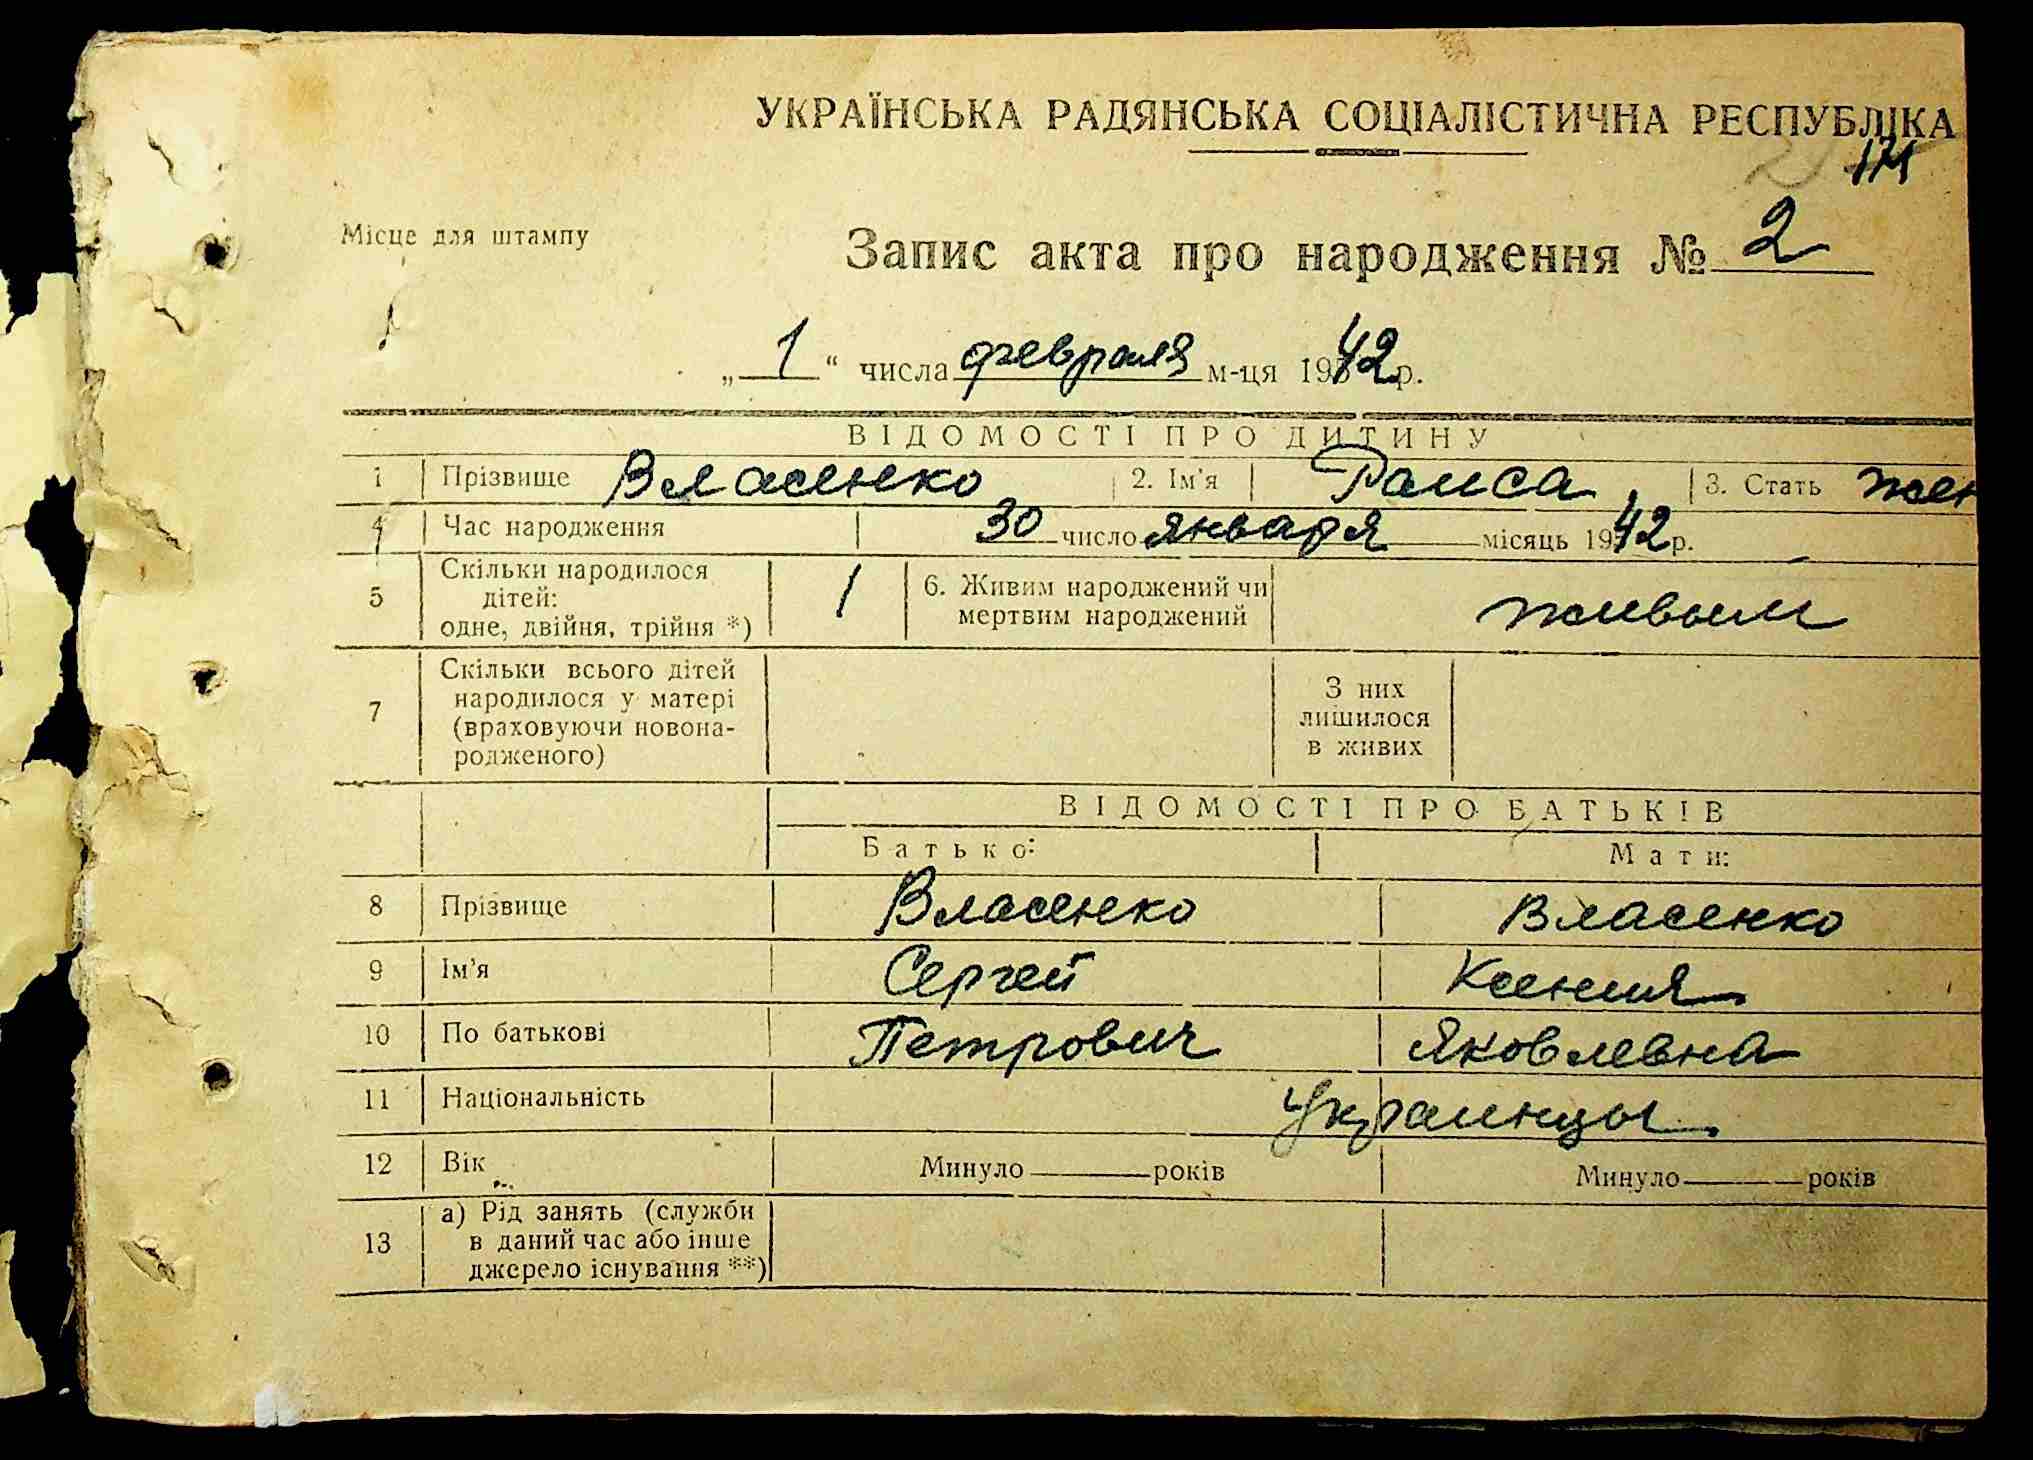 УКРАЇНСЬКА РАДЯНСЬКА СОЦІАЛІСТИЧНА РЕСПУБЛІКА
171
Місце для штампу
Запис акта про народження № 2
„ 1 “ числа февраля м-ця 1942 р.
ВІДОМОСТІ ПРО ДИТИНУ
1 Прізвище Власенко 2. Ім'я Раиса 3. Стать жен
4 Час народження 30 число января місяць 1942 р.
5 Скільки народилося дітей: одне, двійня, трійня *) 1 6. Живим народжений чи мертвим народжений живым
7 Скільки всього дітей народилося у матері (враховуючи новона-родженого) З них лишилося в живих
ВІДОМОСТІ ПРО БАТЬКІВ
Батько: Мати:
8 Прізвище Власенко Власенко
9 Ім'я Сергей Ксения
10 По батькові Петрович Яковлевна
11 Національність Украинцы
12 Вік Минуло років Минуло років
13 а) Рід занять (служби в даний час або інше джерело існування **)